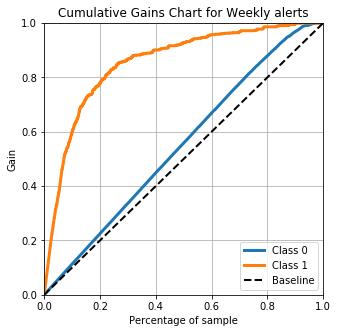 Cumulative Gains Chart for Weekly alerts
1.0
0.8
0.6
0.4
0.2
0.0
Gain
0.0 0.2 0.4 0.6 0.8 1.0
Percentage of sample
Class 0
Class 1
Baseline